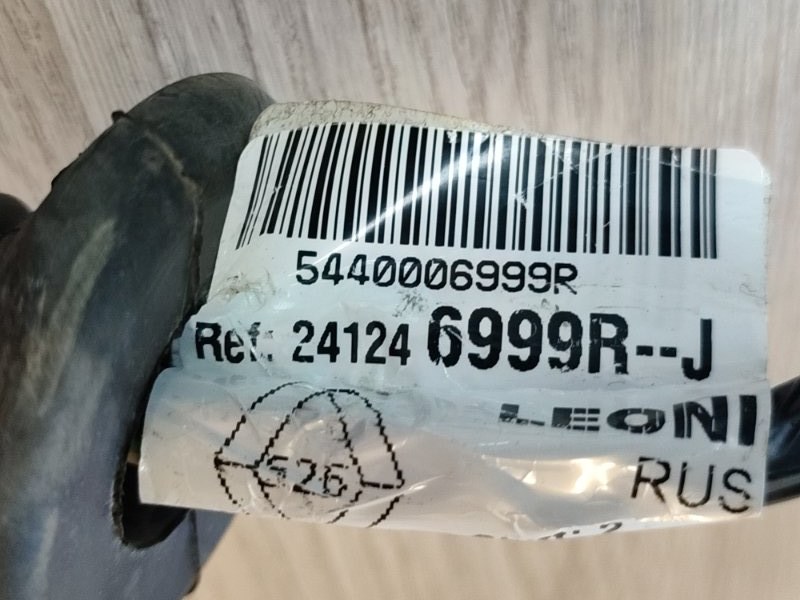 5440006999R
Ref: 24124 6999R--J
LEONI
526
RUS